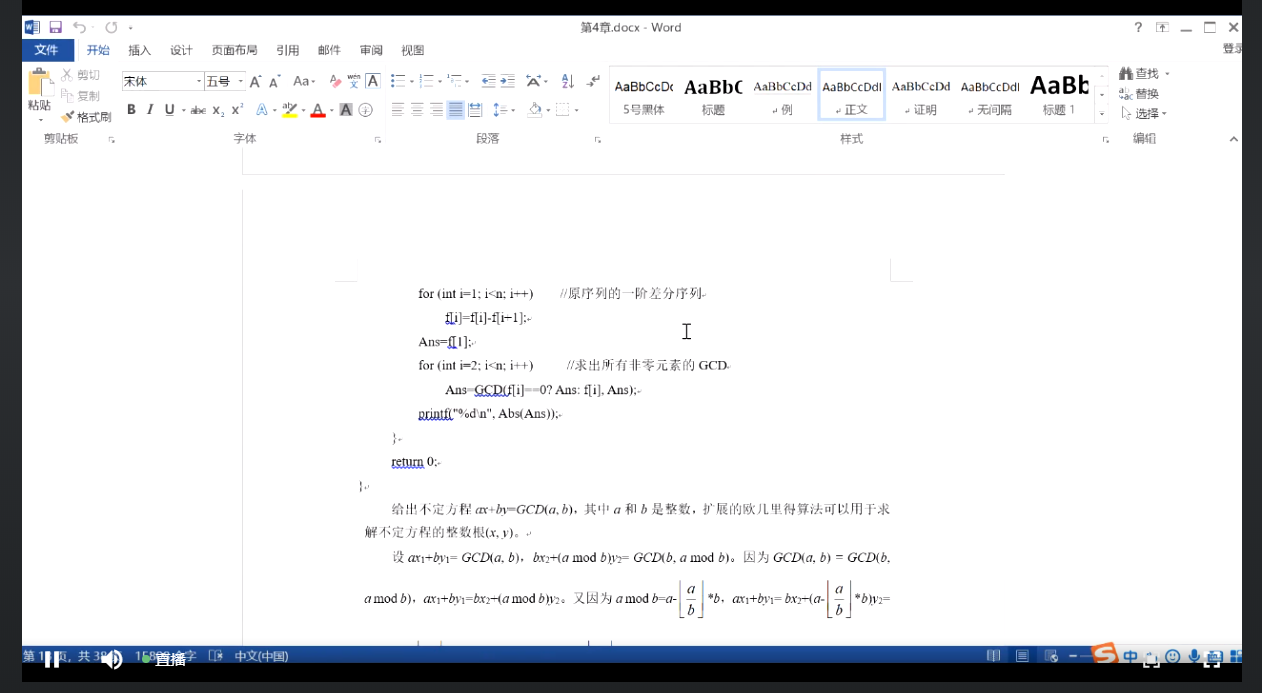 第4章.docx - Word
文件 开始 插入 设计 页面布局 引用 邮件 审阅 视图
粘贴 剪切 复制 格式刷
宋体 五号
5号黑体 标题 例 正文 证明 无间隔 标题 1
查找 替换 选择
剪贴板 字体 段落 样式 编辑
for (int i=1; i<n; i++) //原序列的一阶差分序列
f[i]=f[i]-f[i+1];
Ans=f[1];
for (int i=2; i<n; i++) //求出所有非零元素的 GCD
Ans=GCD(f[i]==0? Ans: f[i], Ans);
printf("%d\n", Abs(Ans));
}
return 0;
}
给出不定方程 ax+by=GCD(a, b)，其中 a 和 b 是整数，扩展的欧几里得算法可以用于求
解不定方程的整数根(x, y)。
设 ax₁+by₁= GCD(a, b)，bx₂+(a mod b)y₂= GCD(b, a mod b)。因为 GCD(a, b) = GCD(b,
a mod b)，ax₁+by₁=bx₂+(a mod b)y₂。又因为 a mod b=a-⌊a/b⌋*b，ax₁+by₁= bx₂+(a-⌊a/b⌋*b)y₂=
直播 中文(中国) 中